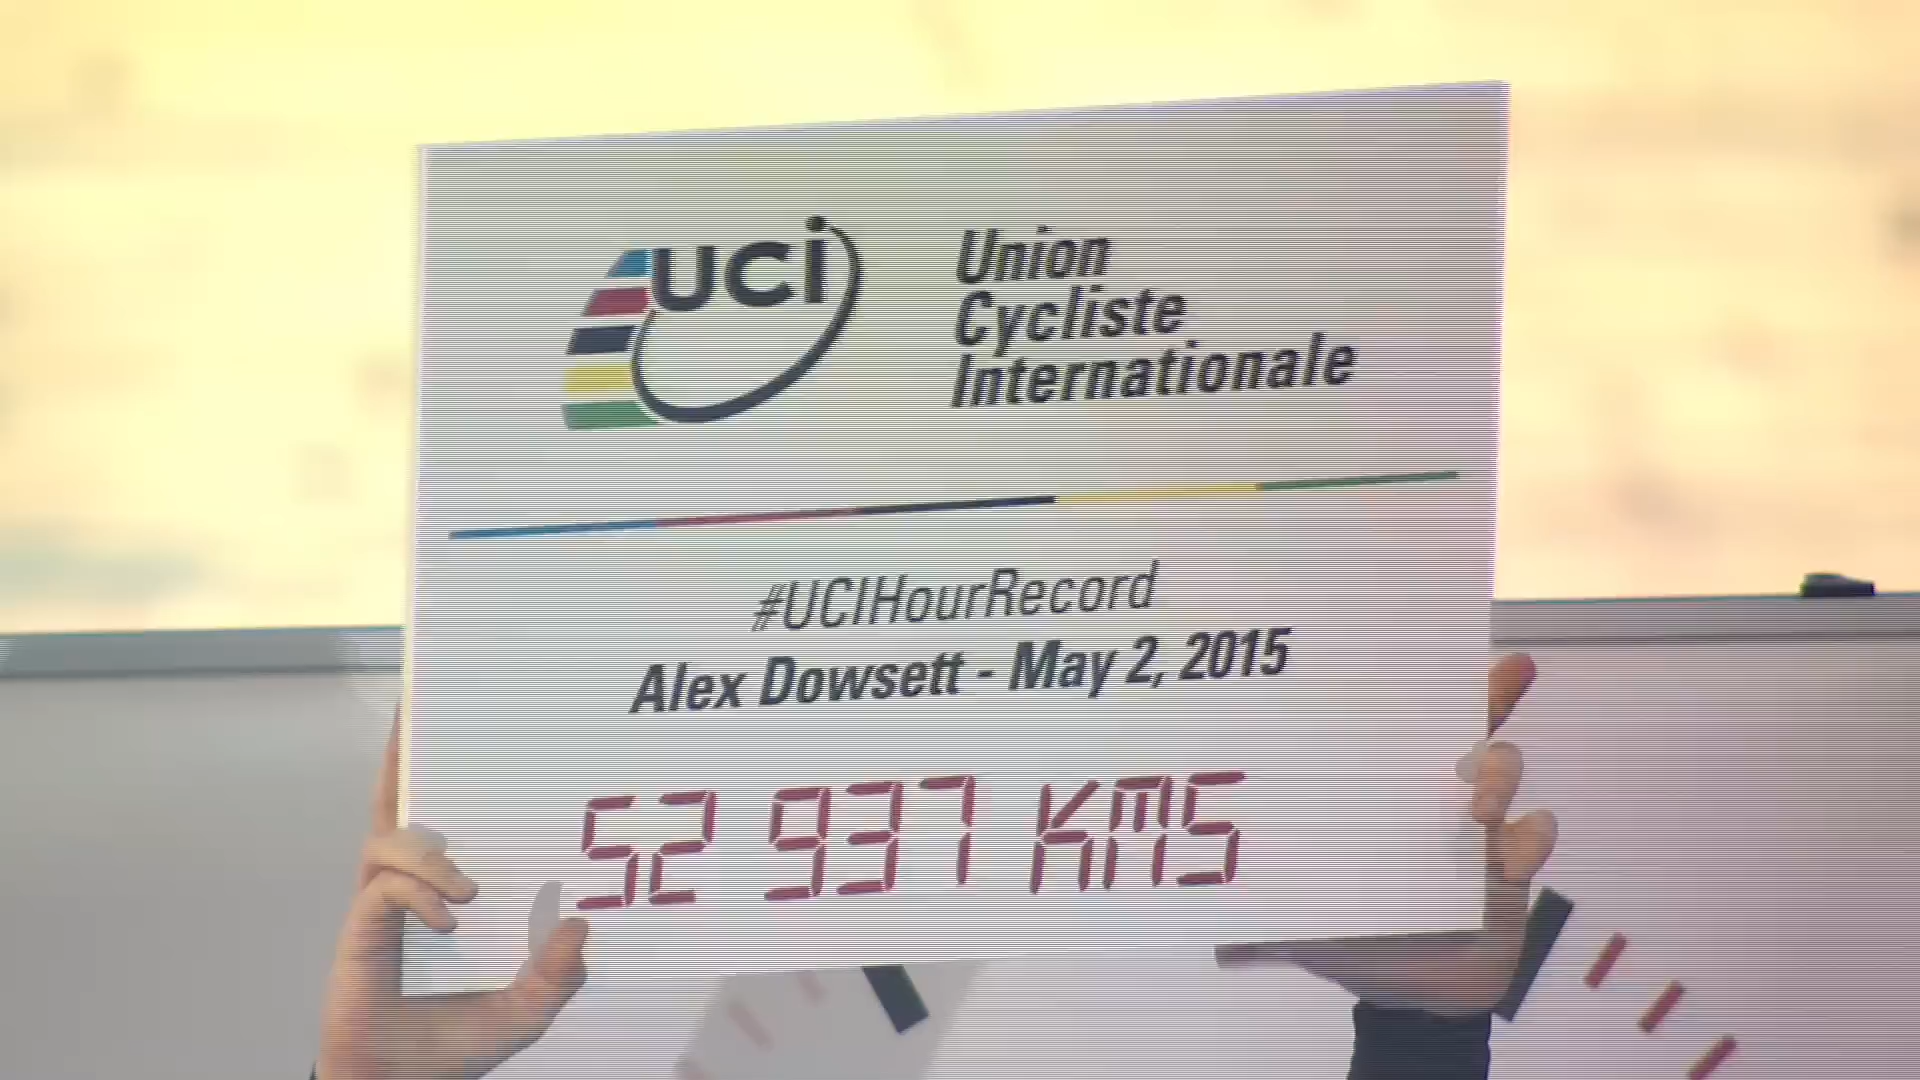 UCi
Union
Cycliste
Internationale
#UCIHourRecord
Alex Dowsett - May 2, 2015
52 937 KMS